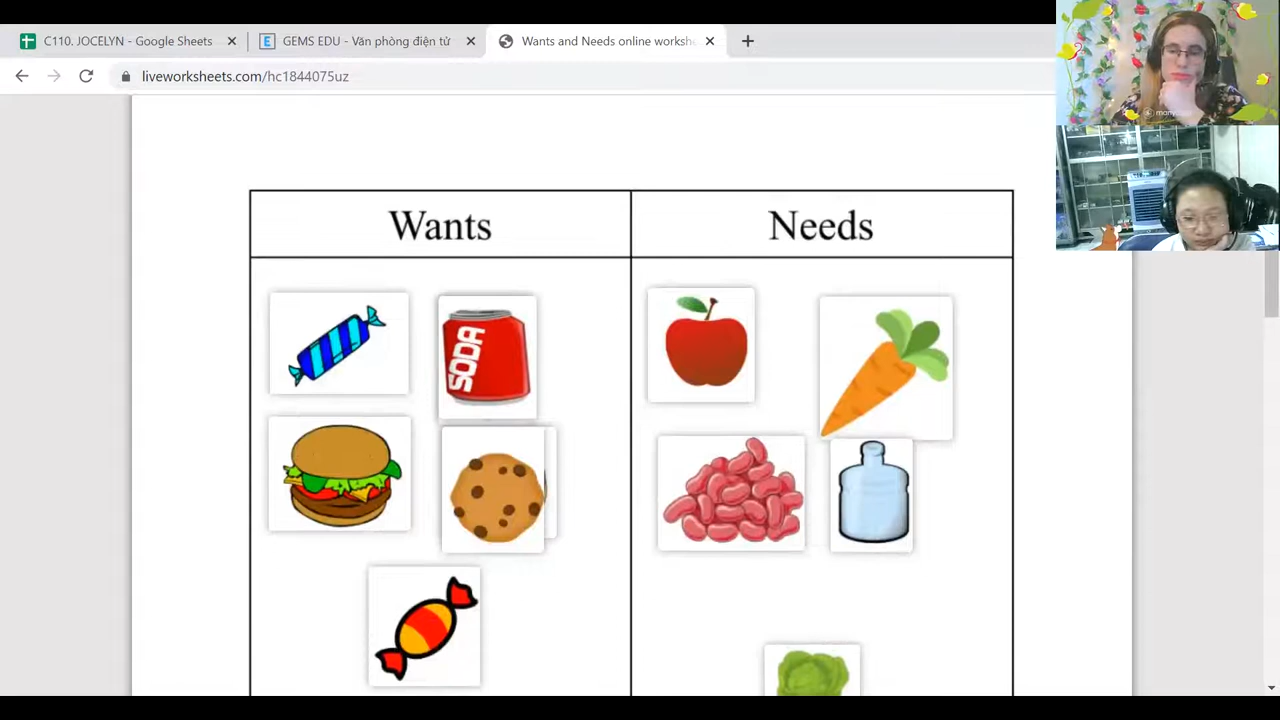 C110. JOCELYN - Google Sheets
GEMS EDU - Văn phòng điện tử
Wants and Needs online workshe
liveworksheets.com/hc1844075uz
Wants
Needs
SODA